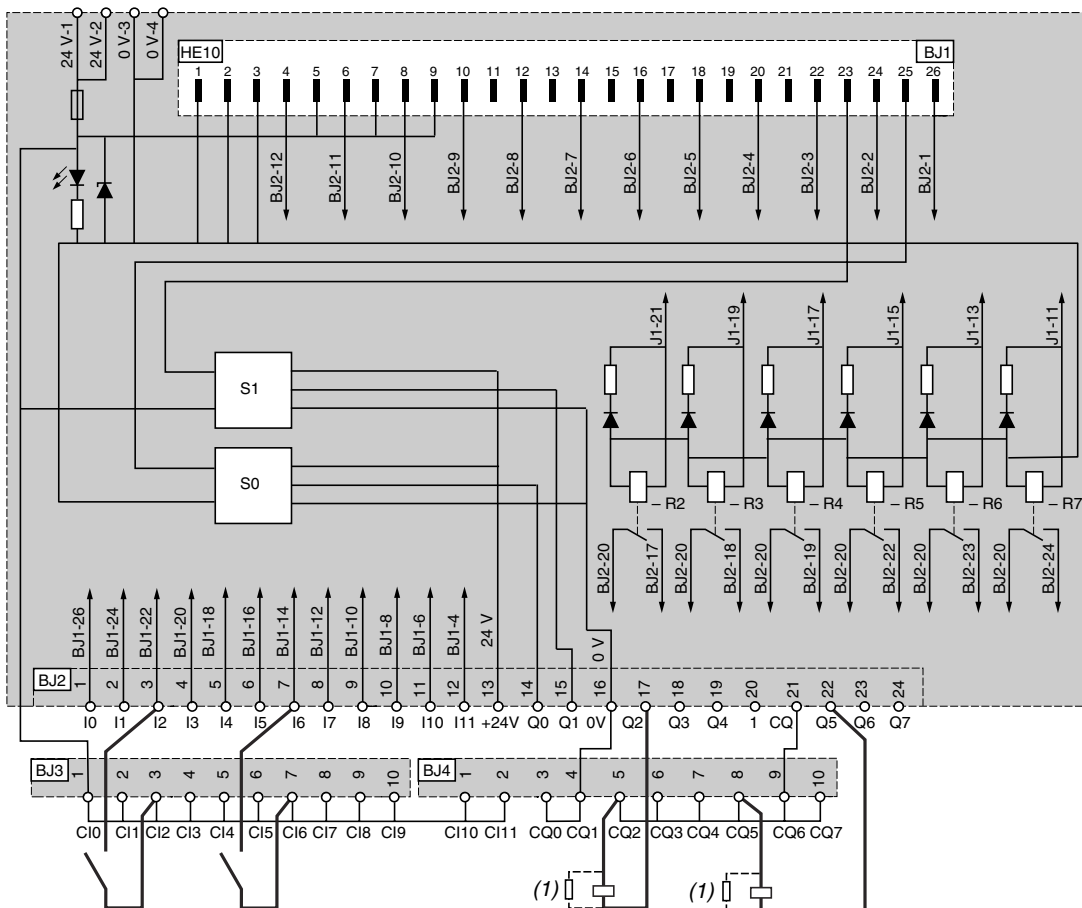 24 V-1
24 V-2
0 V-3
0 V-4
HE10
BJ1
1 2 3 4 5 6 7 8 9 10 11 12 13 14 15 16 17 18 19 20 21 22 23 24 25 26
BJ2-12
BJ2-11
BJ2-10
BJ2-9
BJ2-8
BJ2-7
BJ2-6
BJ2-5
BJ2-4
BJ2-3
BJ2-2
BJ2-1
J1-21
J1-19
J1-17
J1-15
J1-13
J1-11
S1
S0
– R2
– R3
– R4
– R5
– R6
– R7
BJ2-20
BJ2-17
BJ2-20
BJ2-18
BJ2-20
BJ2-19
BJ2-20
BJ2-22
BJ2-20
BJ2-23
BJ2-20
BJ2-24
BJ1-26
BJ1-24
BJ1-22
BJ1-20
BJ1-18
BJ1-16
BJ1-14
BJ1-12
BJ1-10
BJ1-8
BJ1-6
BJ1-4
24 V
0 V
BJ2
1 2 3 4 5 6 7 8 9 10 11 12 13 14 15 16 17 18 19 20 21 22 23 24
I0 I1 I2 I3 I4 I5 I6 I7 I8 I9 I10 I11 +24V Q0 Q1 0V Q2 Q3 Q4 1 CQ Q5 Q6 Q7
BJ3
1 2 3 4 5 6 7 8 9 10
BJ4
1 2 3 4 5 6 7 8 9 10
CI0 CI1 CI2 CI3 CI4 CI5 CI6 CI7 CI8 CI9 CI10 CI11 CQ0 CQ1 CQ2 CQ3 CQ4 CQ5 CQ6 CQ7
(1)
(1)